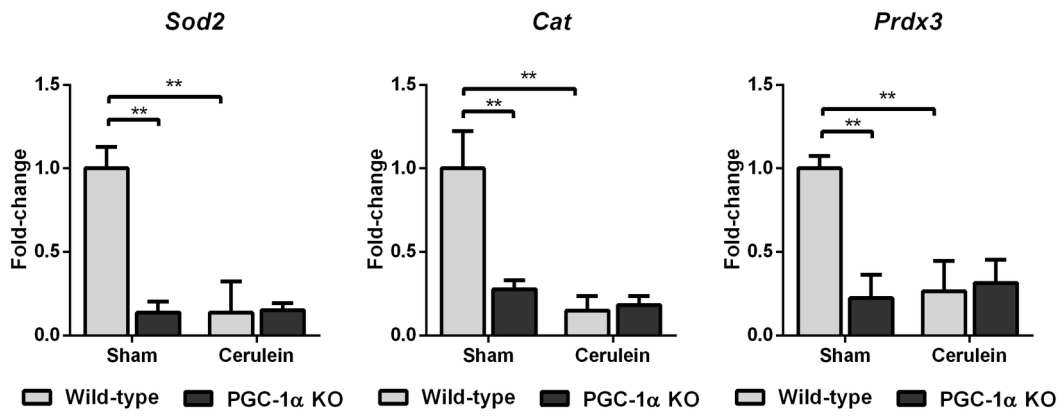 Sod2
Cat
Prdx3
Fold-change
1.5
1.0
0.5
0.0
**
**
Sham
Cerulein
Wild-type
PGC-1α KO
Fold-change
1.5
1.0
0.5
0.0
**
**
Sham
Cerulein
Wild-type
PGC-1α KO
Fold-change
1.5
1.0
0.5
0.0
**
**
Sham
Cerulein
Wild-type
PGC-1α KO